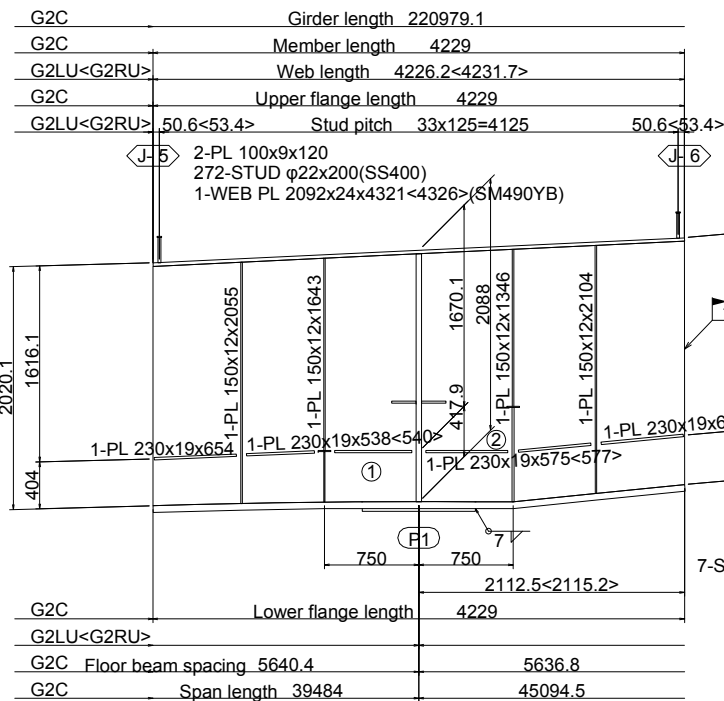 G2C Girder length 220979.1
G2C Member length 4229
G2LU<G2RU> Web length 4226.2<4231.7>
G2C Upper flange length 4229
G2LU<G2RU> 50.6<53.4> Stud pitch 33x125=4125 50.6<53.4>
J-5 2-PL 100x9x120 J-6
272-STUD φ22x200(SS400)
1-WEB PL 2092x24x4321<4326>(SM490YB)
2020.1
1616.1
404
1-PL 150x12x2055
1-PL 150x12x1643
1670.1
417.9
2088
1-PL 150x12x1346
1-PL 150x12x2104
1-PL 230x19x654
1-PL 230x19x538<540>
1-PL 230x19x575<577>
1-PL 230x19x6
1
2
P1
7
750 750
7-S
2112.5<2115.2>
G2C Lower flange length 4229
G2LU<G2RU>
G2C Floor beam spacing 5640.4 5636.8
G2C Span length 39484 45094.5